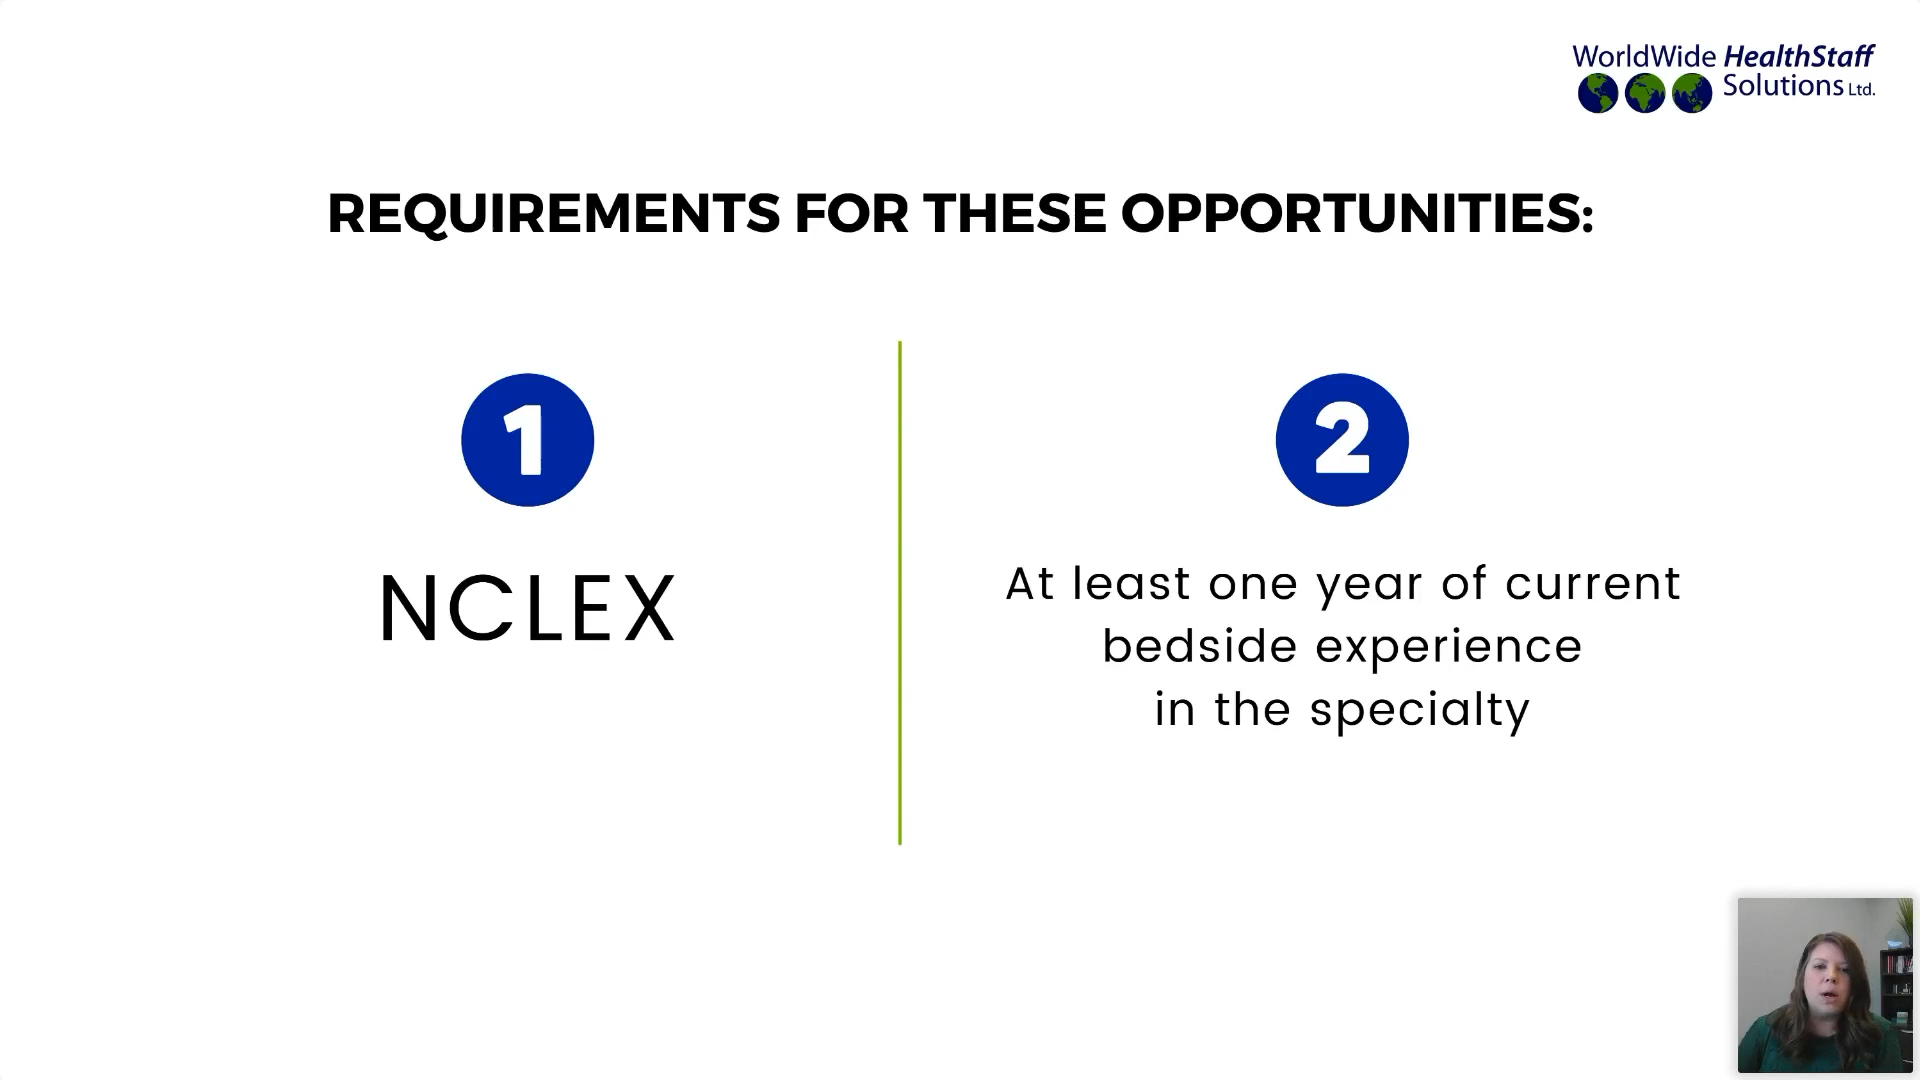 WorldWide HealthStaff
Solutions Ltd.
REQUIREMENTS FOR THESE OPPORTUNITIES:
1
NCLEX
2
At least one year of current
bedside experience
in the specialty